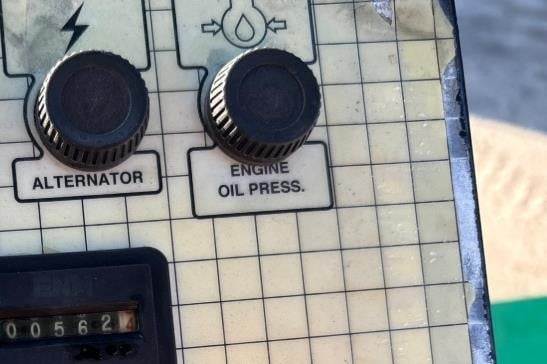 ALTERNATOR
ENGINE
OIL PRESS.
00562